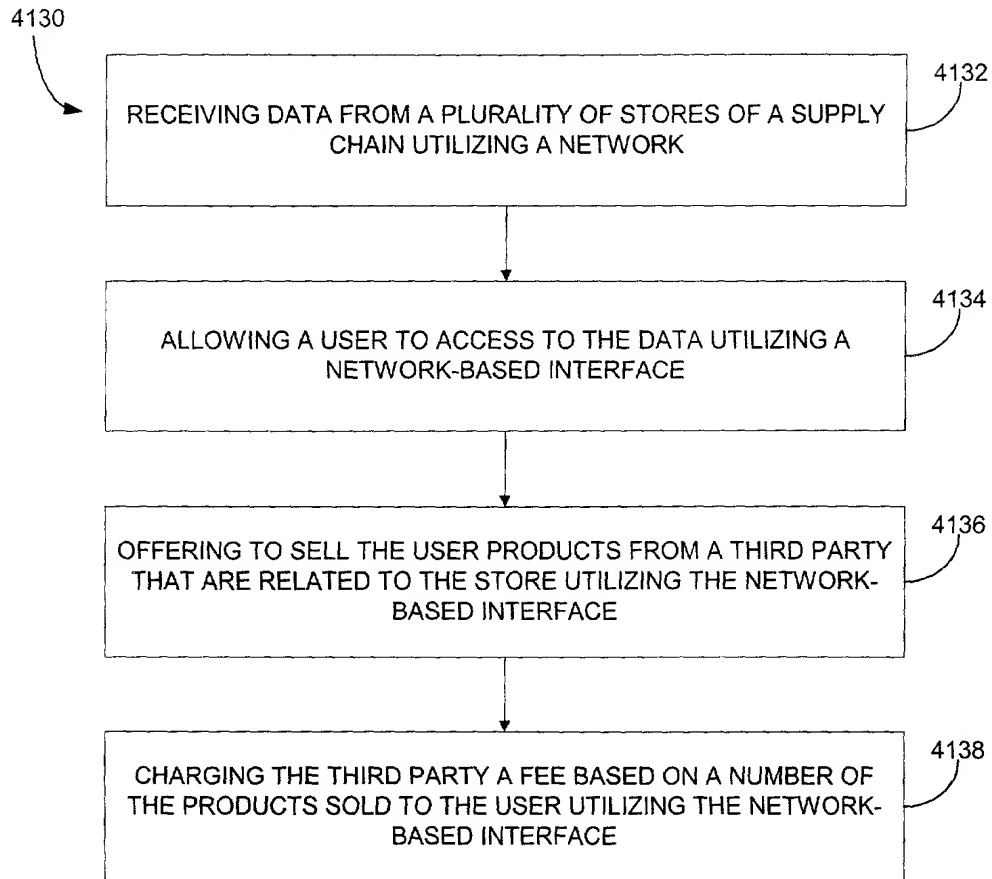 4130
4132
RECEIVING DATA FROM A PLURALITY OF STORES OF A SUPPLY
CHAIN UTILIZING A NETWORK
4134
ALLOWING A USER TO ACCESS TO THE DATA UTILIZING A
NETWORK-BASED INTERFACE
4136
OFFERING TO SELL THE USER PRODUCTS FROM A THIRD PARTY
THAT ARE RELATED TO THE STORE UTILIZING THE NETWORK-
BASED INTERFACE
4138
CHARGING THE THIRD PARTY A FEE BASED ON A NUMBER OF
THE PRODUCTS SOLD TO THE USER UTILIZING THE NETWORK-
BASED INTERFACE